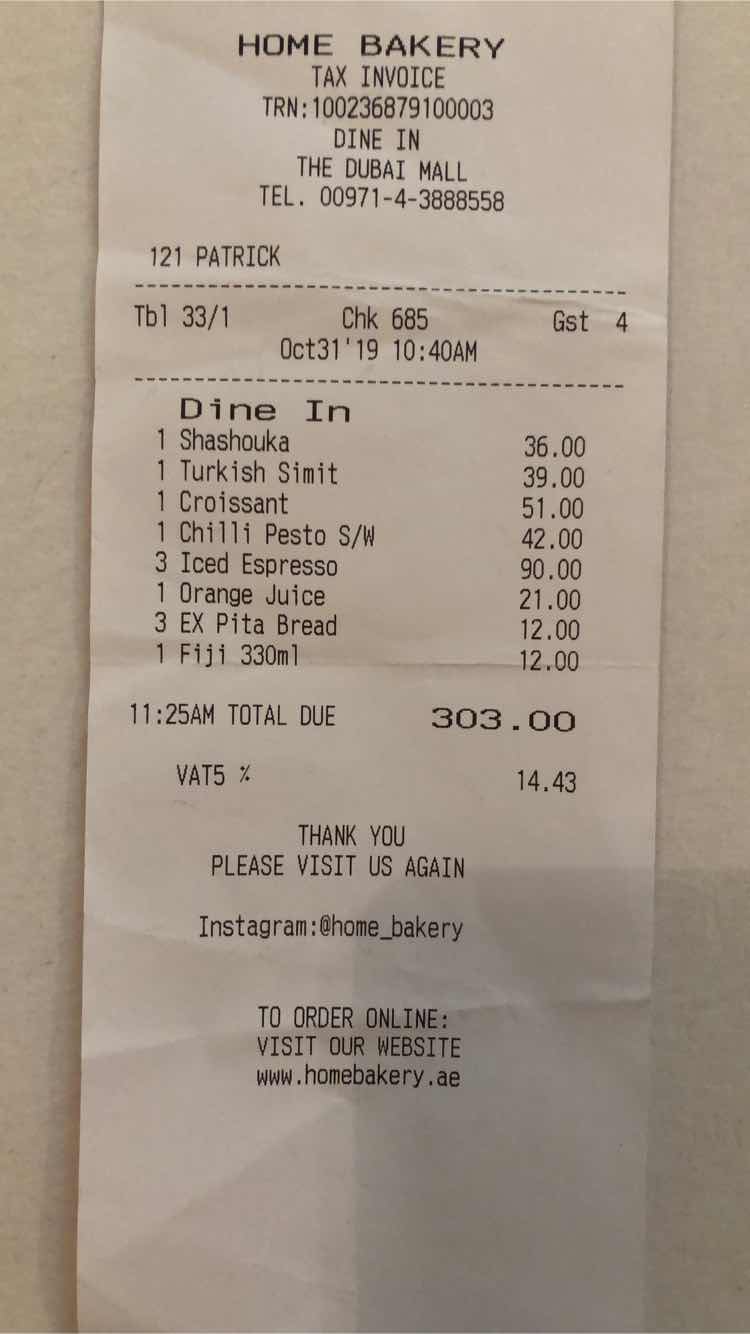 HOME BAKERY
TAX INVOICE
TRN:100236879100003
DINE IN
THE DUBAI MALL
TEL. 00971-4-3888558
121 PATRICK
Tbl 33/1 Chk 685 Gst 4
Oct31'19 10:40AM
Dine In
1 Shashouka 36.00
1 Turkish Simit 39.00
1 Croissant 51.00
1 Chilli Pesto S/W 42.00
3 Iced Espresso 90.00
1 Orange Juice 21.00
3 EX Pita Bread 12.00
1 Fiji 330ml 12.00
11:25AM TOTAL DUE 303.00
VAT5 % 14.43
THANK YOU
PLEASE VISIT US AGAIN
Instagram:@home_bakery
TO ORDER ONLINE:
VISIT OUR WEBSITE
www.homebakery.ae